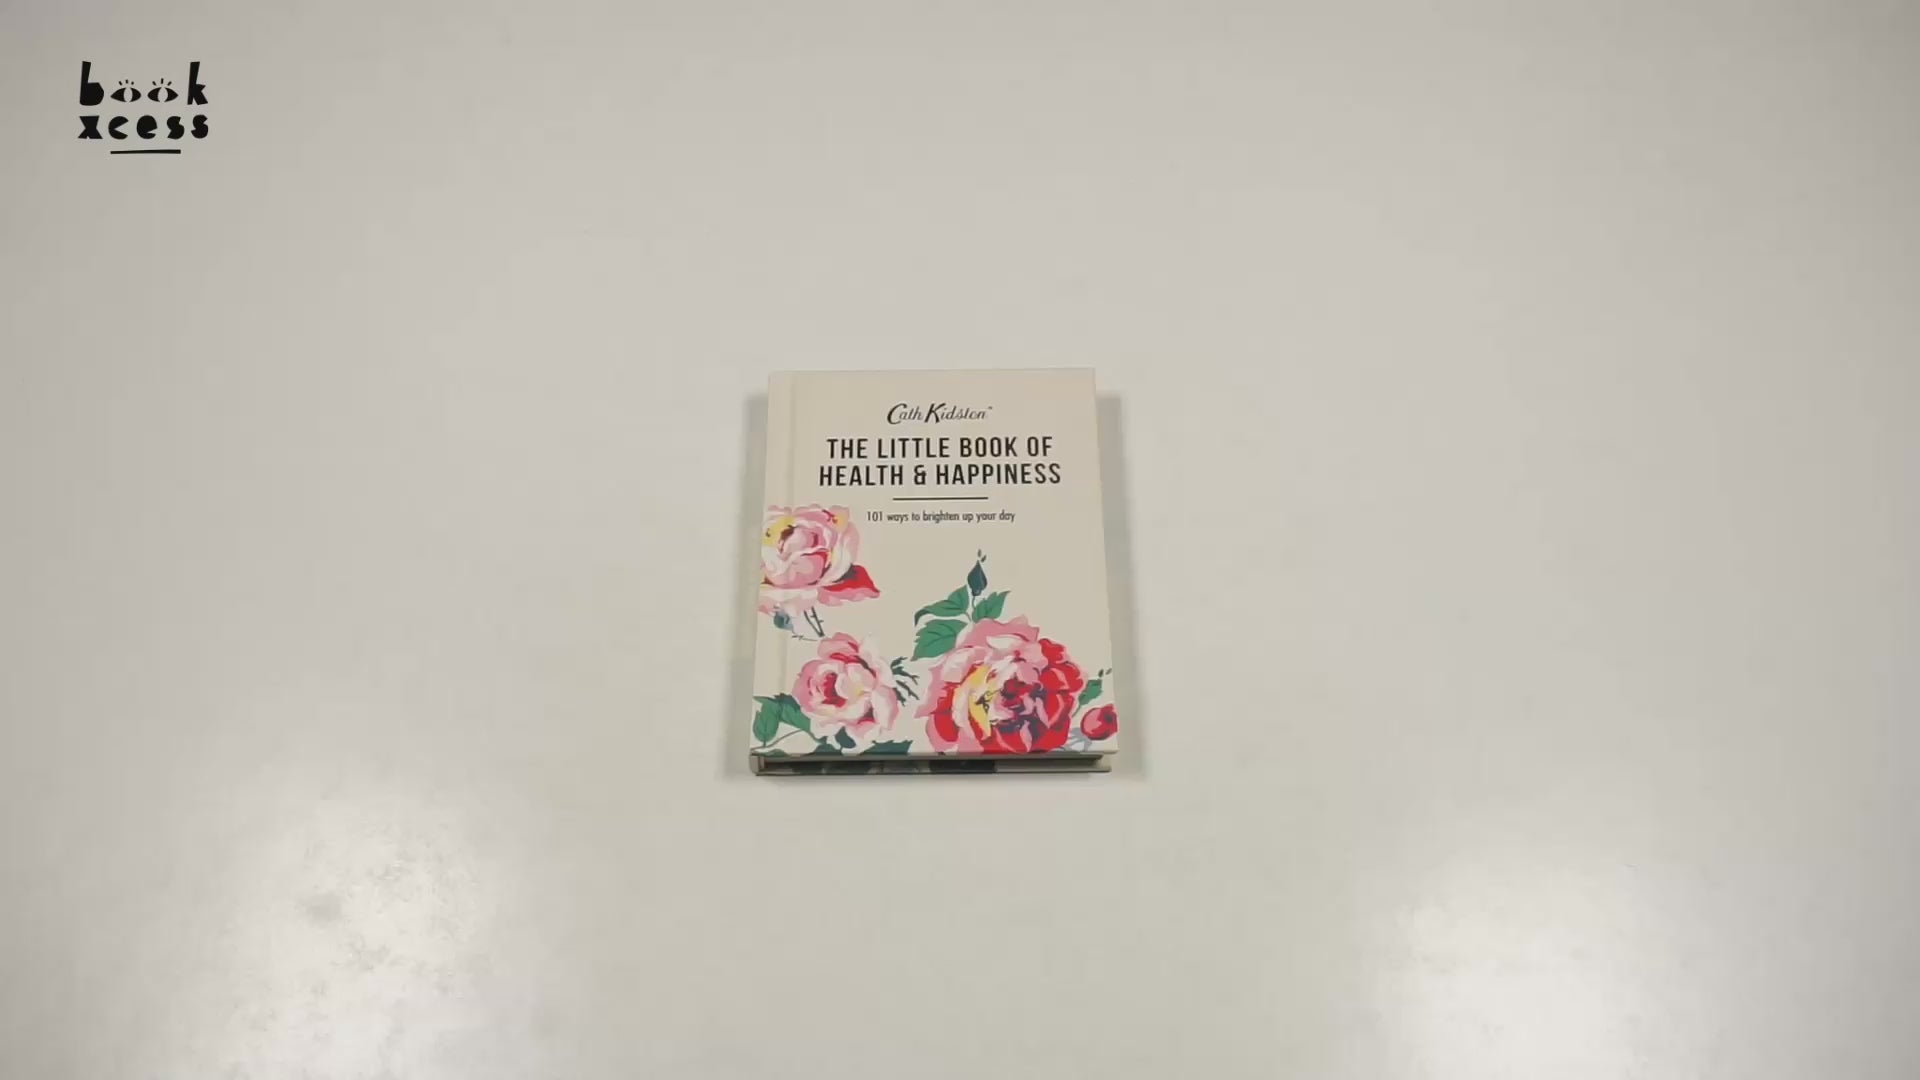 book
xcess
Cath Kidston
THE LITTLE BOOK OF
HEALTH & HAPPINESS
101 ways to brighten up your day